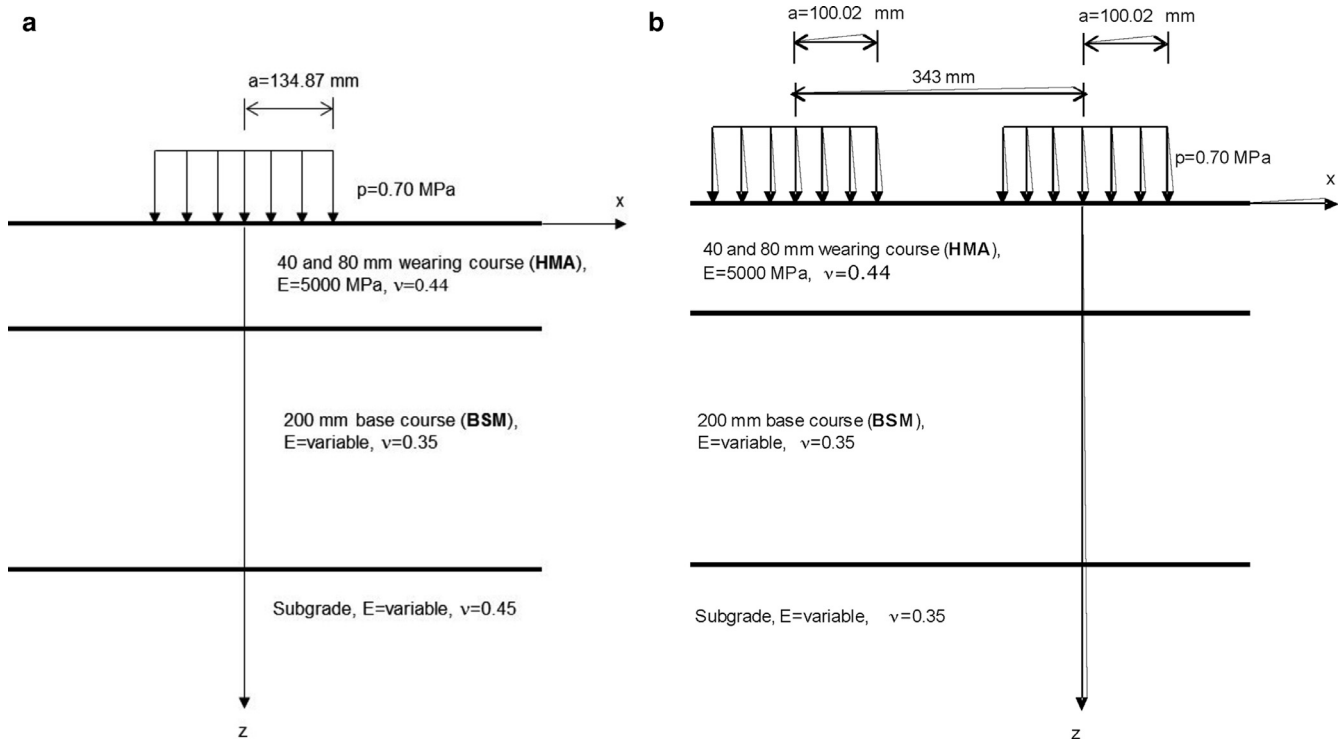 a
a=134.87 mm
p=0.70 MPa
x
40 and 80 mm wearing course (HMA),
E=5000 MPa, ν=0.44
200 mm base course (BSM),
E=variable, ν=0.35
Subgrade, E=variable, ν=0.45
z
b
a=100.02 mm
a=100.02 mm
343 mm
p=0.70 MPa
x
40 and 80 mm wearing course (HMA),
E=5000 MPa, ν=0.44
200 mm base course (BSM),
E=variable, ν=0.35
Subgrade, E=variable, ν=0.35
z